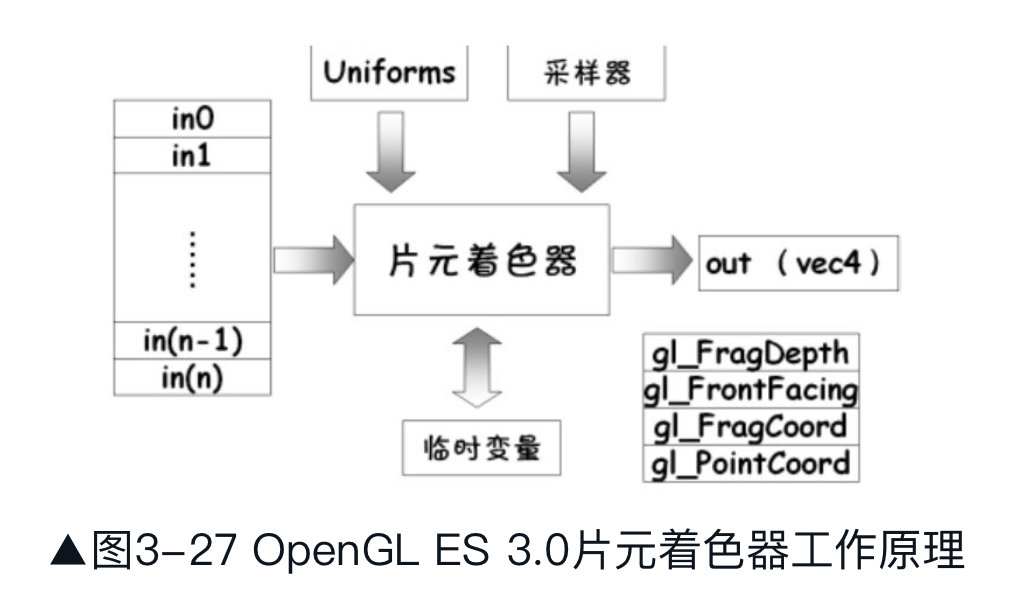 Uniforms
采样器
in0
in1
......
in(n-1)
in(n)
片元着色器
out （vec4）
临时变量
gl_FragDepth
gl_FrontFacing
gl_FragCoord
gl_PointCoord
▲图3-27 OpenGL ES 3.0片元着色器工作原理